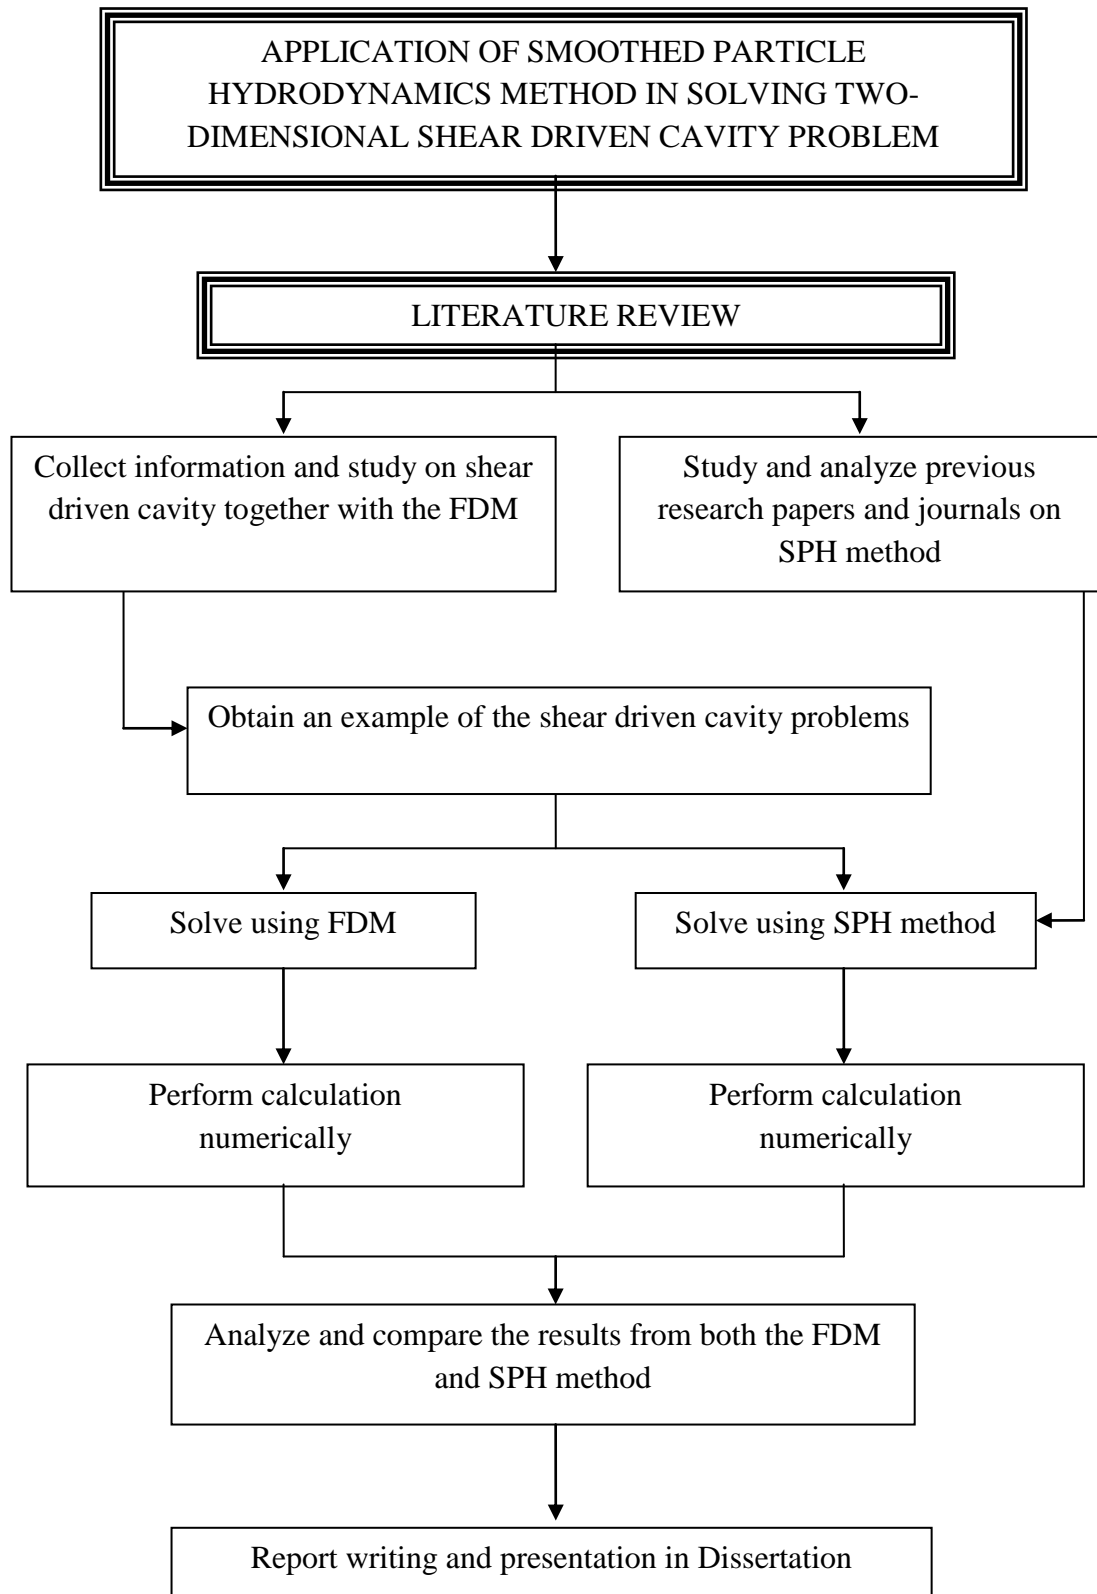 APPLICATION OF SMOOTHED PARTICLE
HYDRODYNAMICS METHOD IN SOLVING TWO-
DIMENSIONAL SHEAR DRIVEN CAVITY PROBLEM
LITERATURE REVIEW
Collect information and study on shear
driven cavity together with the FDM
Study and analyze previous
research papers and journals on
SPH method
Obtain an example of the shear driven cavity problems
Solve using FDM
Solve using SPH method
Perform calculation
numerically
Perform calculation
numerically
Analyze and compare the results from both the FDM
and SPH method
Report writing and presentation in Dissertation